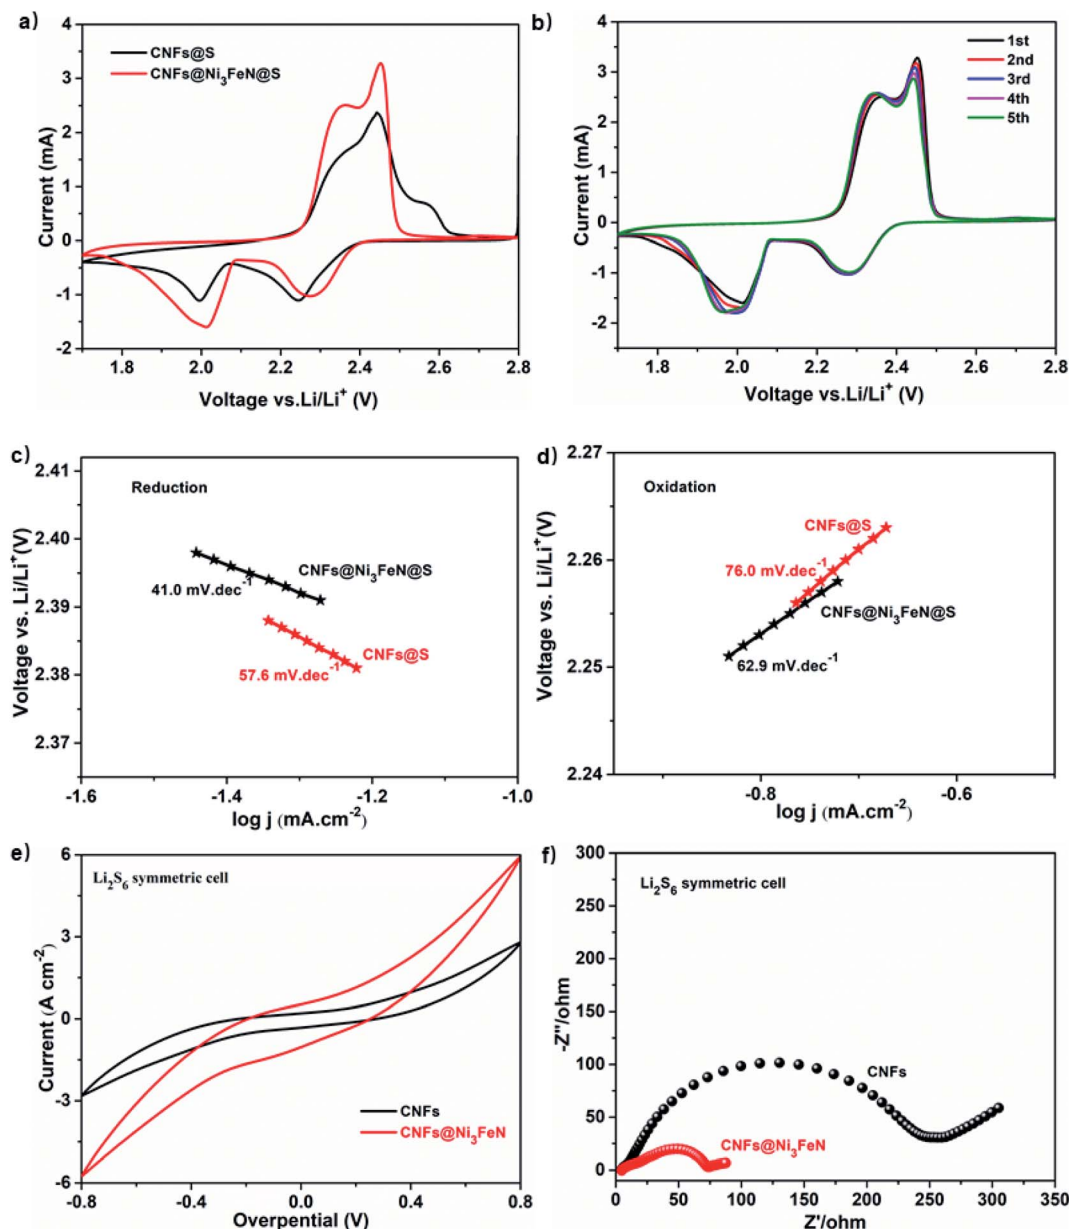 a)
4
3
2
1
0
-1
-2
Current (mA)
CNFs@S
CNFs@Ni₃FeN@S
1.8 2.0 2.2 2.4 2.6 2.8
Voltage vs.Li/Li⁺ (V)
b)
4
3
2
1
0
-1
-2
Current (mA)
1st
2nd
3rd
4th
5th
1.8 2.0 2.2 2.4 2.6 2.8
Voltage vs.Li/Li⁺ (V)
c)
2.41
2.40
2.39
2.38
2.37
Voltage vs. Li/Li⁺(V)
Reduction
CNFs@Ni₃FeN@S
41.0 mV.dec⁻¹
CNFs@S
57.6 mV.dec⁻¹
-1.6 -1.4 -1.2 -1.0
log j (mA.cm⁻²)
d)
2.27
2.26
2.25
2.24
Voltage vs. Li/Li⁺(V)
Oxidation
CNFs@S
76.0 mV.dec⁻¹
CNFs@Ni₃FeN@S
62.9 mV.dec⁻¹
-0.8 -0.6
log j (mA.cm⁻²)
e)
6
3
0
-3
-6
Current (A cm⁻²)
Li₂S₆ symmetric cell
CNFs
CNFs@Ni₃FeN
-0.8 -0.4 0.0 0.4 0.8
Overpential (V)
f)
300
250
200
150
100
50
0
-Z''/ohm
Li₂S₆ symmetric cell
CNFs
CNFs@Ni₃FeN
0 50 100 150 200 250 300 350
Z'/ohm